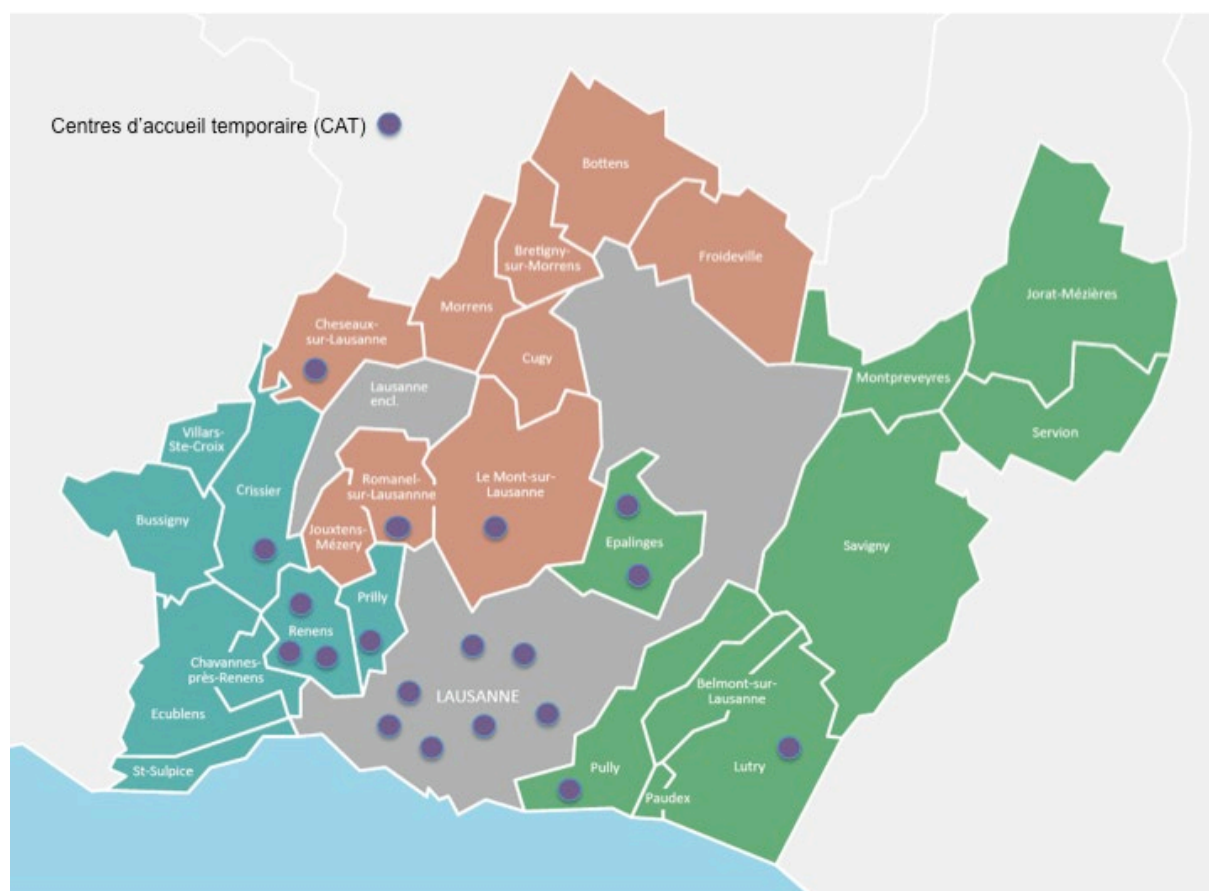 Centres d'accueil temporaire (CAT)
Bottens
Bretigny-
sur-Morrens
Froideville
Jorat-Mézières
Morrens
Cheseaux-
sur-Lausanne
Cugy
Montpreveyres
Lausanne
encl.
Servion
Villars-
Ste-Croix
Crissier
Romanel-
sur-Lausannne
Le Mont-sur-
Lausanne
Bussigny
Jouxtens-
Mézery
Epalinges
Savigny
Prilly
Renens
Chavannes-
près-Renens
LAUSANNE
Belmont-sur-
Lausanne
Ecublens
St-Sulpice
Pully
Lutry
Paudex